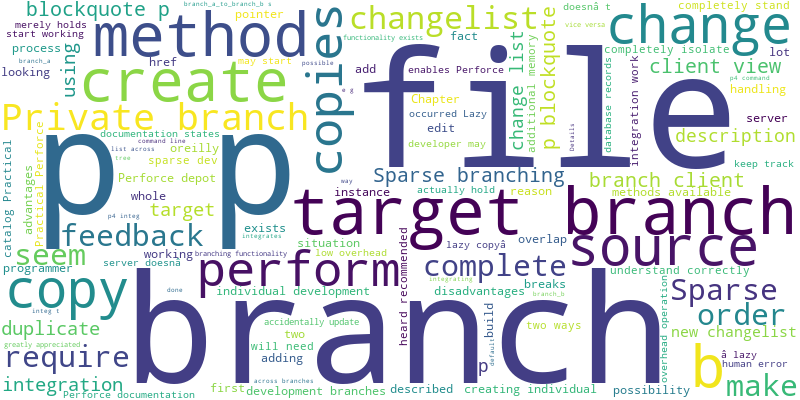 blockquote p
branch_a_to_branch_b s
pointer
merely holds
start working
process
branch_a
looking
using
href
method
create
Private branch
copies
changelist
functionality exists
fact
add
enables Perforce
Chapter
occurred Lazy
edit
developer may
may start
possible
e g
doesnâ t
vice versa
change
completely stand
completely isolate
lot
client view
p4 command
handling
change list
additional memory
p blockquote
Details
database records
integration work
server
description
keep track
file
p p
documentation states
command line
list across
tree
oreilly
sparse dev
Perforce depot
whole
target
p4 integ
integrates
catalog Practical
advantages
Practical Perforce
way
Sparse branching
actually hold
reason
instance
methods available
branch client
target branch
source
feedback
exists
situation
lazy copyâ
overlap
working
branching functionality
low overhead
seem
programmer
server doesnâ
perform
complete
heard recommended
integrating
understand correctly
copy
individual development
disadvantages
breaks
branch_b
Sparse
overhead operation
new changelist
duplicate
integ t
done
accidentally update
two
will need
adding
build
default
two ways
order
greatly appreciated
require
branch
b
â lazy
human error
integration
first
across branches
development branches
described
p
creating individual
possibility
make
Perforce documentation